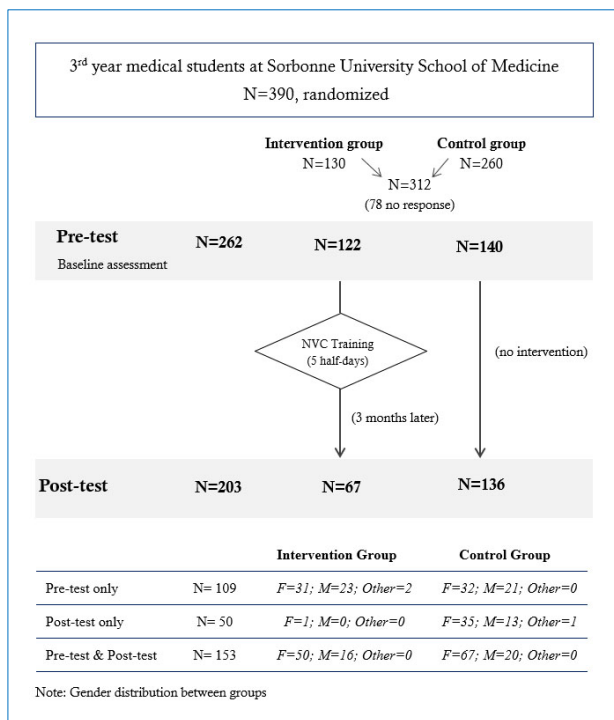 3rd year medical students at Sorbonne University School of Medicine
N=390, randomized
Intervention group Control group
N=130 N=260
N=312
(78 no response)
Pre-test N=262 N=122 N=140
Baseline assessment
NVC Training
(5 half-days)
(no intervention)
(3 months later)
Post-test N=203 N=67 N=136
Intervention Group Control Group
Pre-test only N= 109 F=31; M=23; Other=2 F=32; M=21; Other=0
Post-test only N= 50 F=1; M=0; Other=0 F=35; M=13; Other=1
Pre-test & Post-test N=153 F=50; M=16; Other=0 F=67; M=20; Other=0
Note: Gender distribution between groups